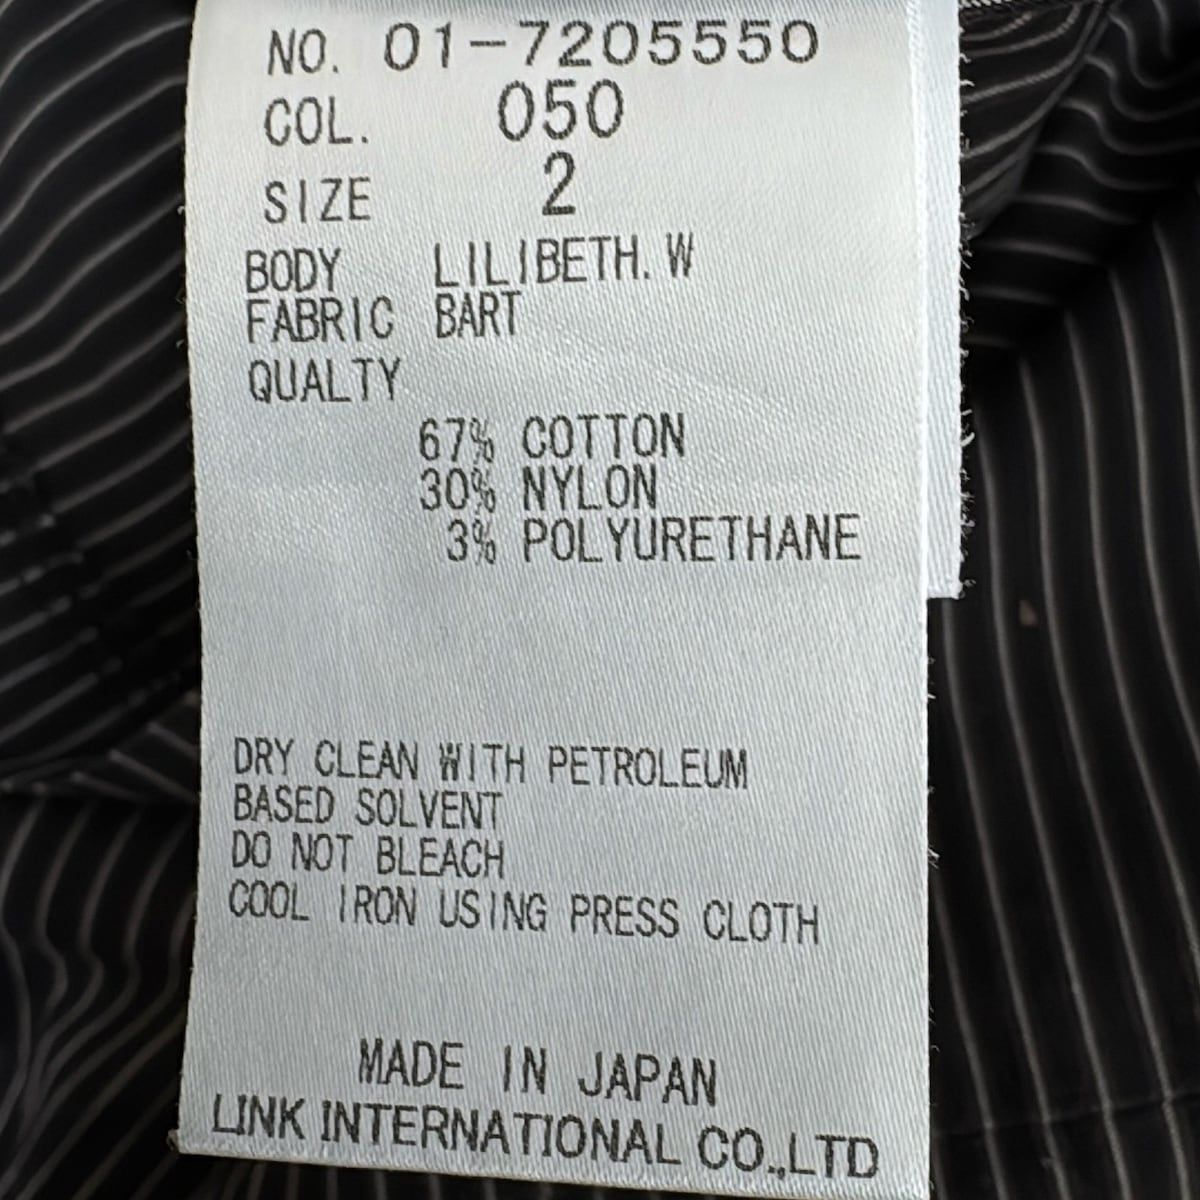 NO. 01-7205550
COL. 050
SIZE 2
BODY LILIBETH. W
FABRIC BART
QUALTY
67% COTTON
30% NYLON
3% POLYURETHANE
DRY CLEAN WITH PETROLEUM
BASED SOLVENT
DO NOT BLEACH
COOL IRON USING PRESS CLOTH
MADE IN JAPAN
LINK INTERNATIONAL CO.,LTD